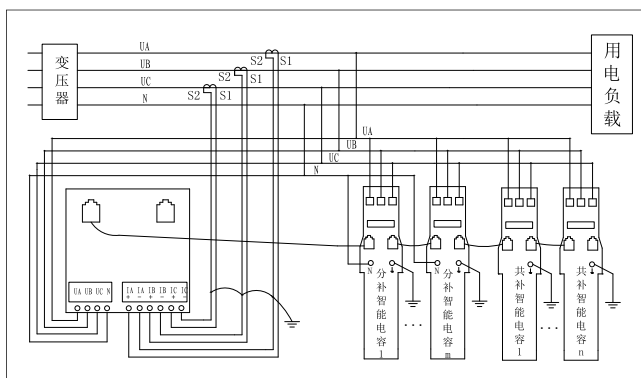 变压器
UA
UB
UC
N
S2 S1
S2 S1
S2 S1
用电负载
UA
UB
UC
N
UA UB UC N
IA IA IB IB IC IC
+ - + - + -
N
分补智能电容1
...
N
分补智能电容m
共补智能电容1
...
共补智能电容n